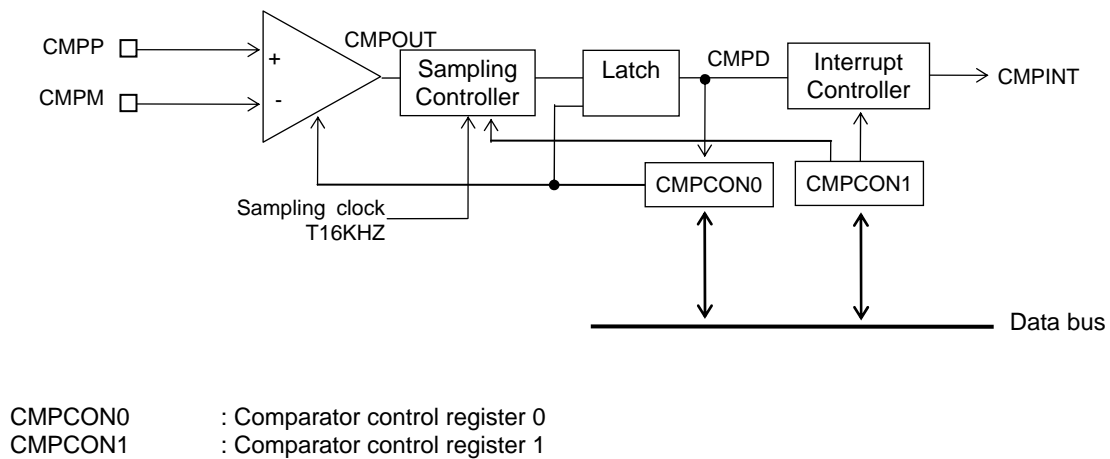 CMPP
CMPM
+
-
CMPOUT
Sampling
Controller
Latch
CMPD
Interrupt
Controller
CMPINT
CMPCON0
CMPCON1
Sampling clock
T16KHZ
Data bus
CMPCON0 : Comparator control register 0
CMPCON1 : Comparator control register 1